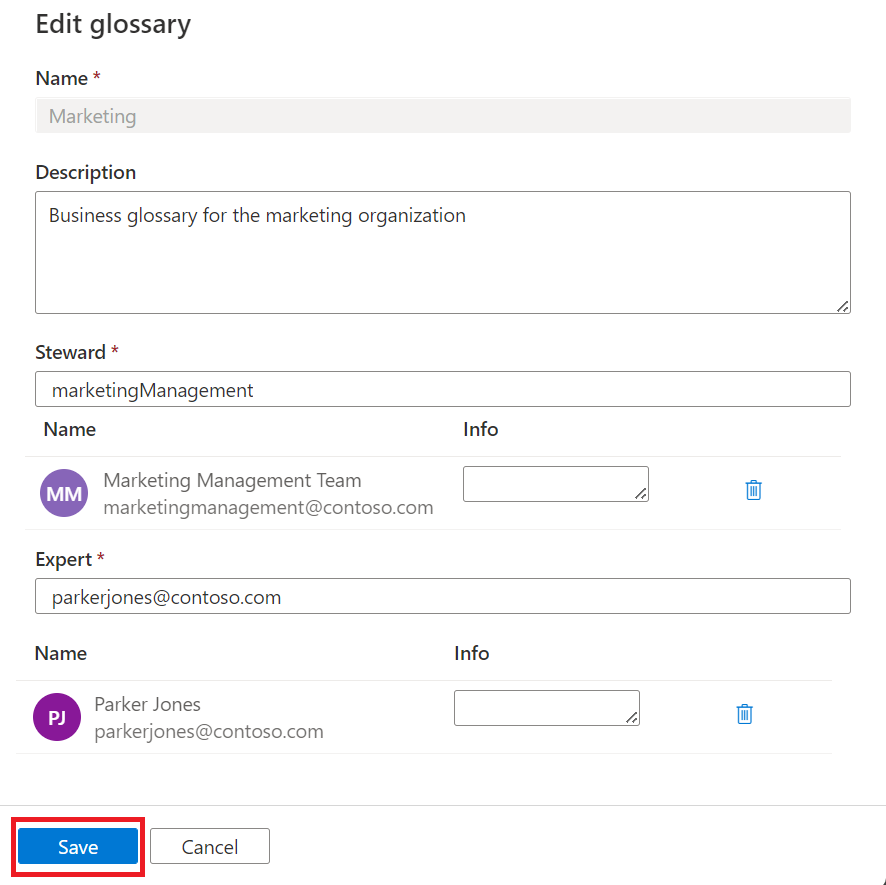 Edit glossary
Name *
Marketing
Description
Business glossary for the marketing organization
Steward *
marketingManagement
Name Info
MM Marketing Management Team
marketingmanagement@contoso.com
Expert *
parkerjones@contoso.com
Name Info
PJ Parker Jones
parkerjones@contoso.com
Save Cancel